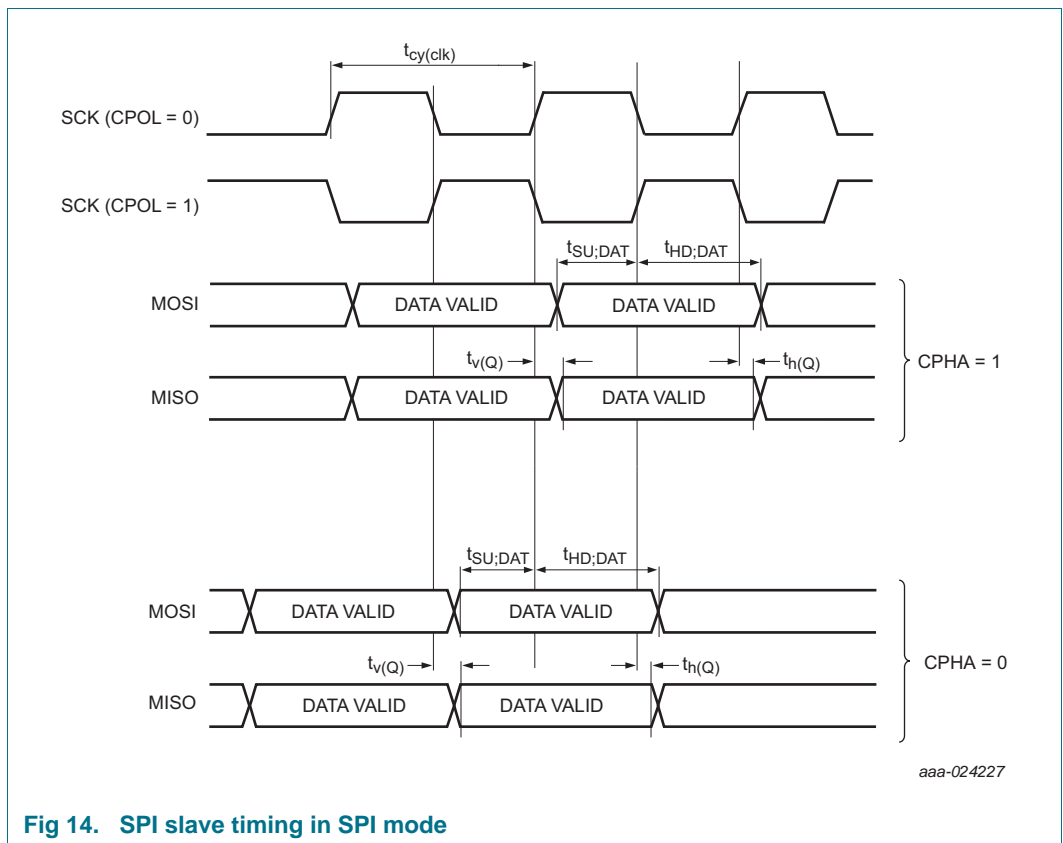 tcy(clk)
SCK (CPOL = 0)
SCK (CPOL = 1)
tSU;DAT tHD;DAT
MOSI DATA VALID DATA VALID
tv(Q) th(Q)
CPHA = 1
MISO DATA VALID DATA VALID
tSU;DAT tHD;DAT
MOSI DATA VALID DATA VALID
tv(Q) th(Q)
CPHA = 0
MISO DATA VALID DATA VALID
aaa-024227
Fig 14. SPI slave timing in SPI mode